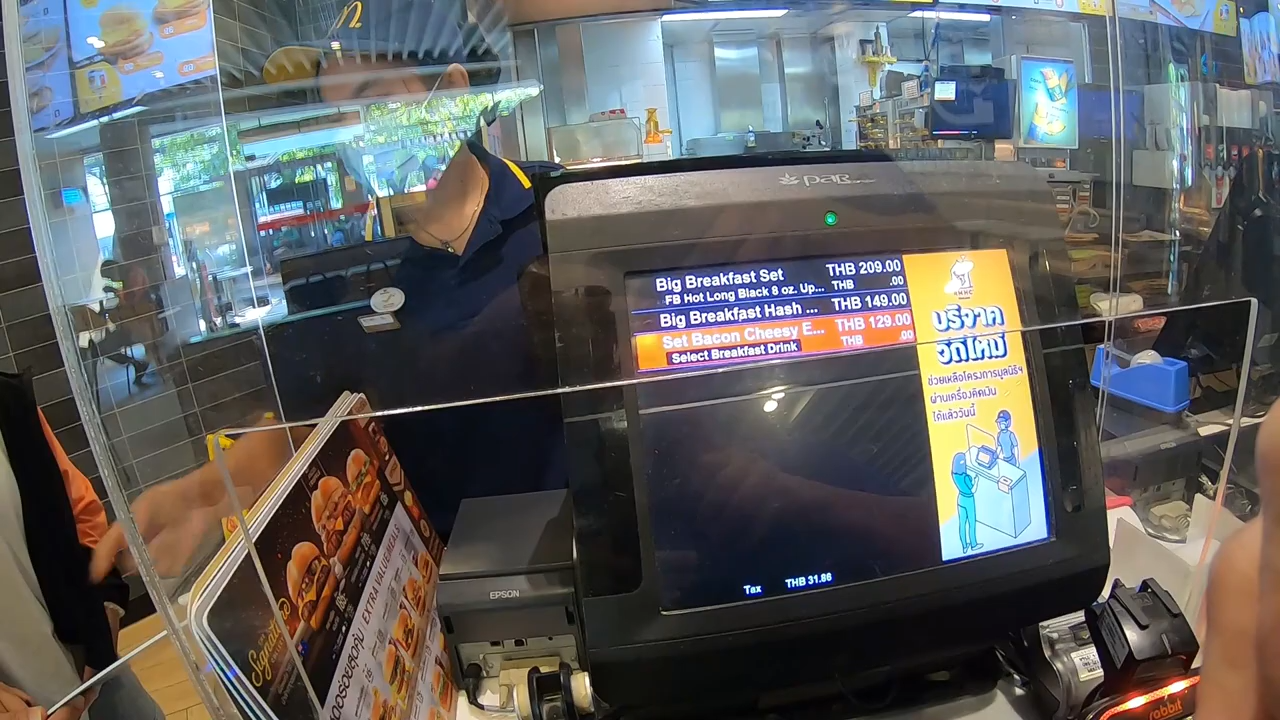 par
Big Breakfast Set THB 209.00
FB Hot Long Black 8 oz. Up... THB .00
Big Breakfast Hash ... THB 149.00
Set Bacon Cheesy E... THB 129.00
Select Breakfast Drink THB .00
Tax THB 31.86
RMHC
บริจาค
วิถีใหม่
ช่วยเหลือโครงการมูลนิธิฯ
ผ่านเครื่องคิดเงิน
ได้แล้ววันนี้
EPSON
Signature
EXTRA VALUE MEALS
rabbit